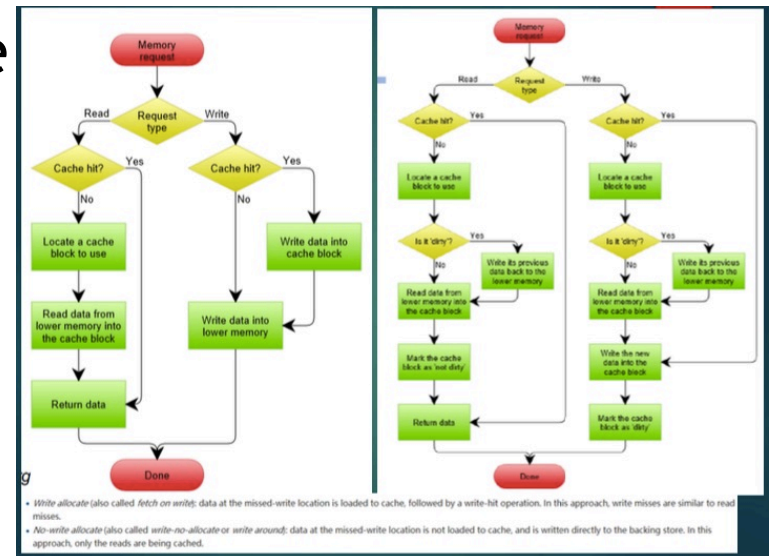 e
Memory
request
Request
type
Read
Write
Cache hit?
Yes
No
Cache hit?
Yes
No
Locate a cache
block to use
Write data into
cache block
Read data from
lower memory into
the cache block
Write data into
lower memory
Return data
Done
Memory
request
Request
type
Read
Write
Cache hit?
Yes
No
Cache hit?
Yes
No
Locate a cache
block to use
Locate a cache
block to use
Is it 'dirty'?
Yes
No
Is it 'dirty'?
Yes
No
Write its previous
data back to the
lower memory
Write its previous
data back to the
lower memory
Read data from
lower memory into
the cache block
Read data from
lower memory into
the cache block
Mark the cache
block as 'not dirty'
Write the new
data into the
cache block
Return data
Mark the cache
block as 'dirty'
Done
g
• Write allocate (also called fetch on write): data at the missed-write location is loaded to cache, followed by a write-hit operation. In this approach, write misses are similar to read
misses.
• No-write allocate (also called write-no-allocate or write around): data at the missed-write location is not loaded to cache, and is written directly to the backing store. In this
approach, only the reads are being cached.